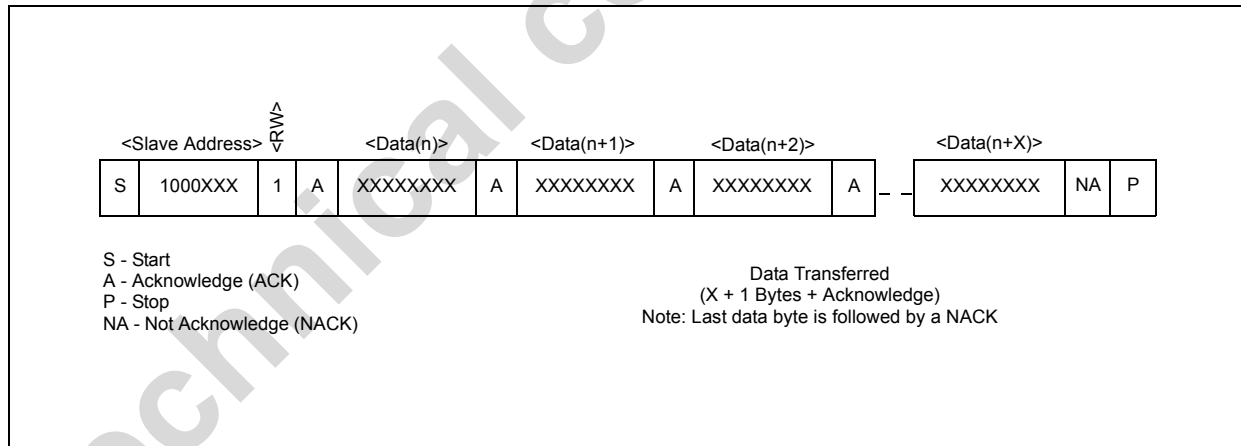 <Slave Address> <RW> <Data(n)> <Data(n+1)> <Data(n+2)> <Data(n+X)>
S 1000XXX 1 A XXXXXXXX A XXXXXXXX A XXXXXXXX A XXXXXXXX NA P
S - Start
A - Acknowledge (ACK)
P - Stop
NA - Not Acknowledge (NACK)
Data Transferred
(X + 1 Bytes + Acknowledge)
Note: Last data byte is followed by a NACK